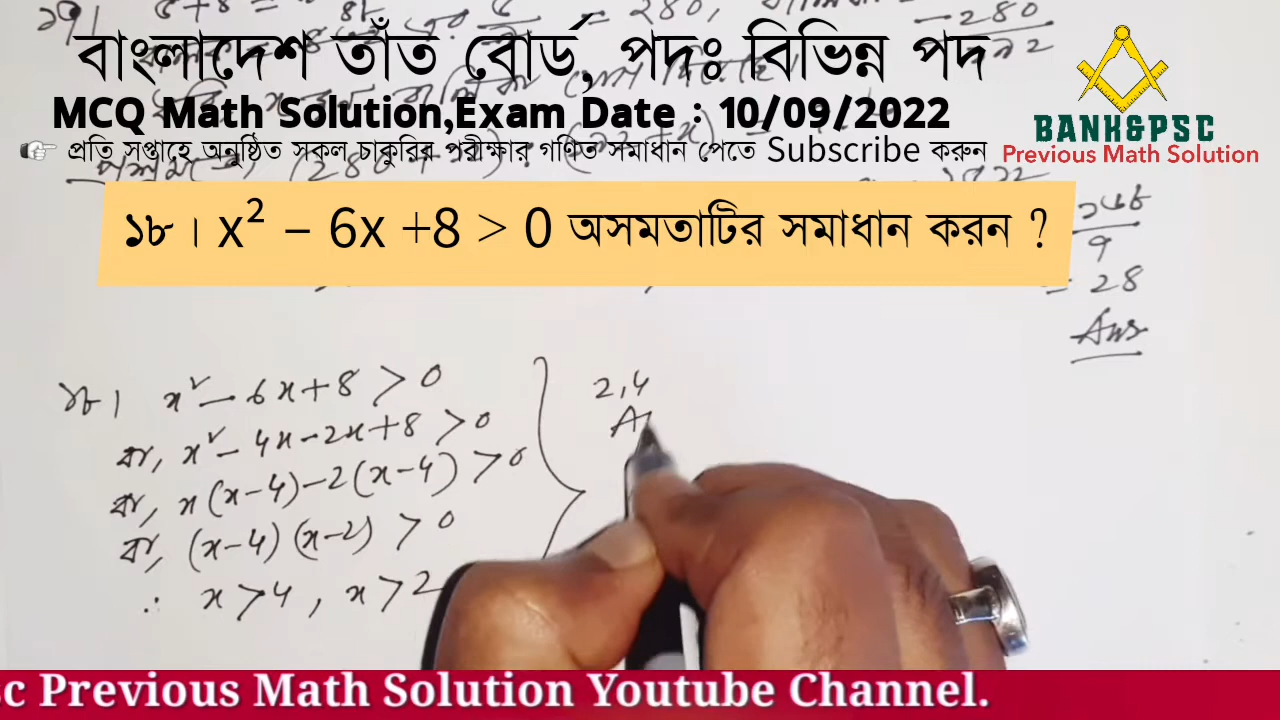 বাংলাদেশ তাঁত বোর্ড, পদঃ বিভিন্ন পদ
MCQ Math Solution,Exam Date : 10/09/2022
প্রতি সপ্তাহে অনুষ্ঠিত সকল চাকুরির পরীক্ষার গণিত সমাধান পেতে Subscribe করুন
BANK&PSC
Previous Math Solution
১৮। x² – 6x +8 > 0 অসমতাটির সমাধান করন ?
9
= 28
Ans
১৮। x² – 6x + 8 > 0
বা, x² – 4x – 2x + 8 > 0
বা, x (x – 4) – 2 (x – 4) > 0
বা, (x – 4) (x – 2) > 0
∴ x > 4 , x > 2
2,4
sc Previous Math Solution Youtube Channel.